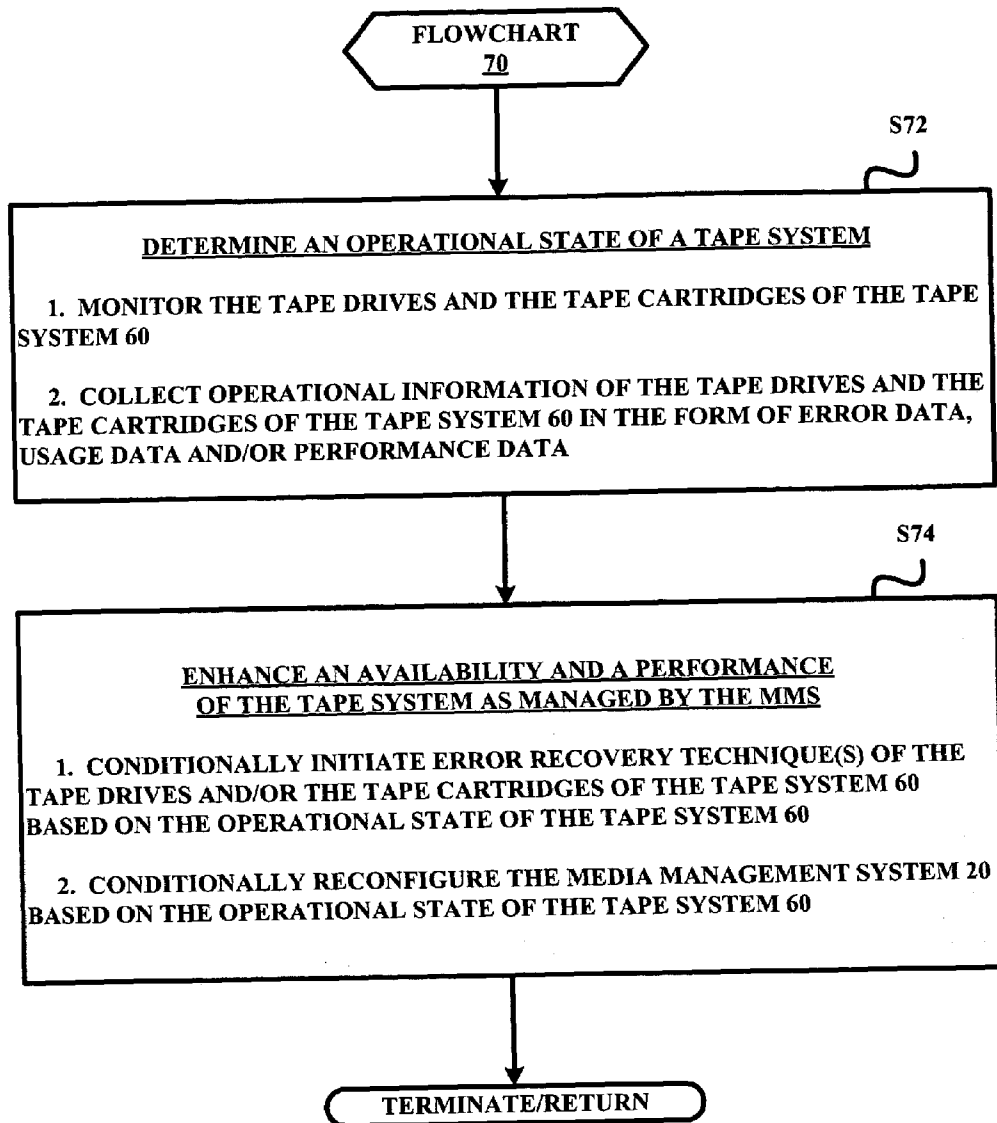 FLOWCHART
70
S72
DETERMINE AN OPERATIONAL STATE OF A TAPE SYSTEM
1. MONITOR THE TAPE DRIVES AND THE TAPE CARTRIDGES OF THE TAPE
SYSTEM 60
2. COLLECT OPERATIONAL INFORMATION OF THE TAPE DRIVES AND THE
TAPE CARTRIDGES OF THE TAPE SYSTEM 60 IN THE FORM OF ERROR DATA,
USAGE DATA AND/OR PERFORMANCE DATA
S74
ENHANCE AN AVAILABILITY AND A PERFORMANCE
OF THE TAPE SYSTEM AS MANAGED BY THE MMS
1. CONDITIONALLY INITIATE ERROR RECOVERY TECHNIQUE(S) OF THE
TAPE DRIVES AND/OR THE TAPE CARTRIDGES OF THE TAPE SYSTEM 60
BASED ON THE OPERATIONAL STATE OF THE TAPE SYSTEM 60
2. CONDITIONALLY RECONFIGURE THE MEDIA MANAGEMENT SYSTEM 20
BASED ON THE OPERATIONAL STATE OF THE TAPE SYSTEM 60
TERMINATE/RETURN